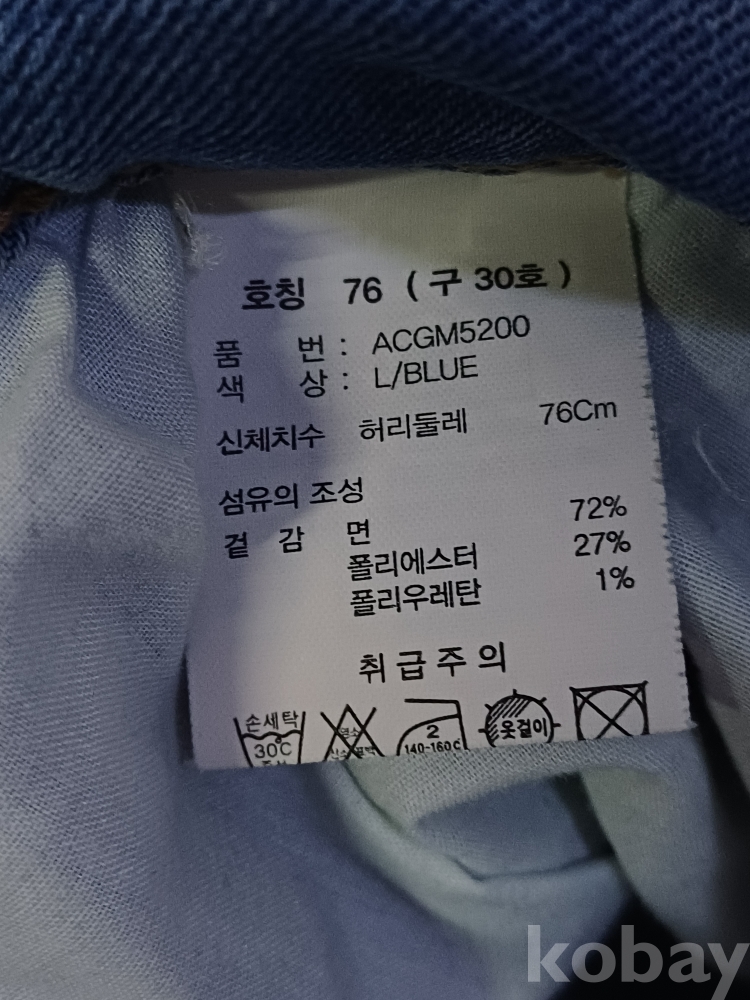 호칭 76 ( 구 30호 )
품 번 : ACGM5200
색 상 : L/BLUE
신체치수 허리둘레 76Cm
섬유의 조성
겉 감 면 72%
폴리에스터 27%
폴리우레탄 1%
취급주의
손세탁
30℃
2
140-160℃
옷걸이
kobay